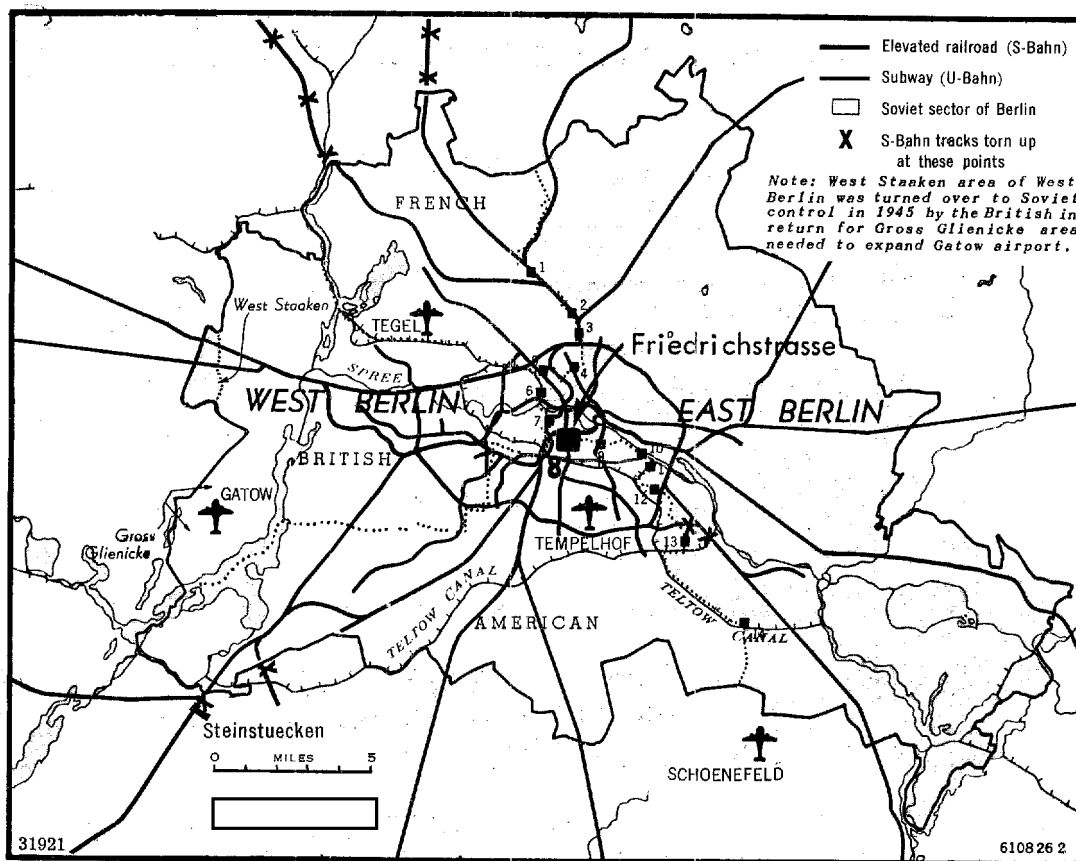 Elevated railroad (S-Bahn)
Subway (U-Bahn)
Soviet sector of Berlin
X S-Bahn tracks torn up
at these points
Note: West Staaken area of West
Berlin was turned over to Soviet
control in 1945 by the British in
return for Gross Glienicke area
needed to expand Gatow airport.
FRENCH
1
West Staaken
2
TEGEL
3
Friedrichstrasse
4
SPREE
6
WEST BERLIN
EAST BERLIN
7
BRITISH
8
9
10
12
GATOW
Gross
Glienicke
TEMPELHOF
13
TELTOW CANAL
TELTOW
CANAL
AMERICAN
Steinstuecken
0 MILES 5
SCHOENEFELD
31921
610826 2